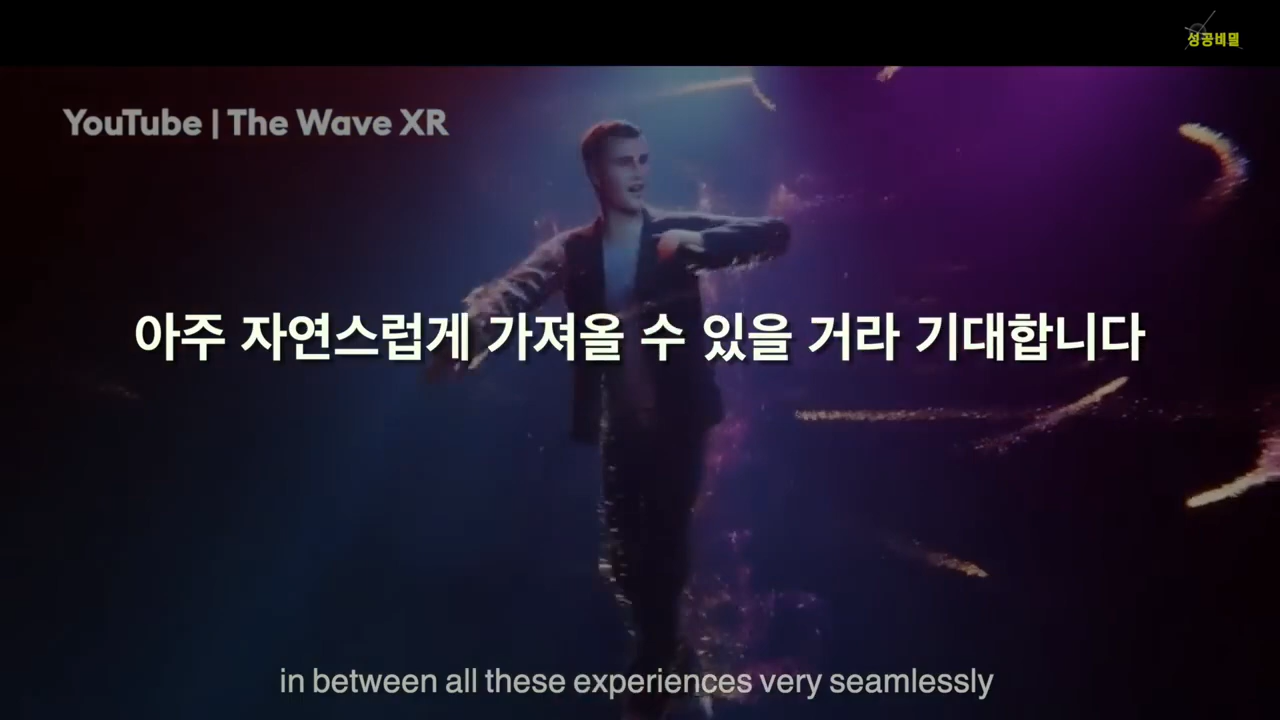 성공비밀
YouTube | The Wave XR
아주 자연스럽게 가져올 수 있을 거라 기대합니다
in between all these experiences very seamlessly